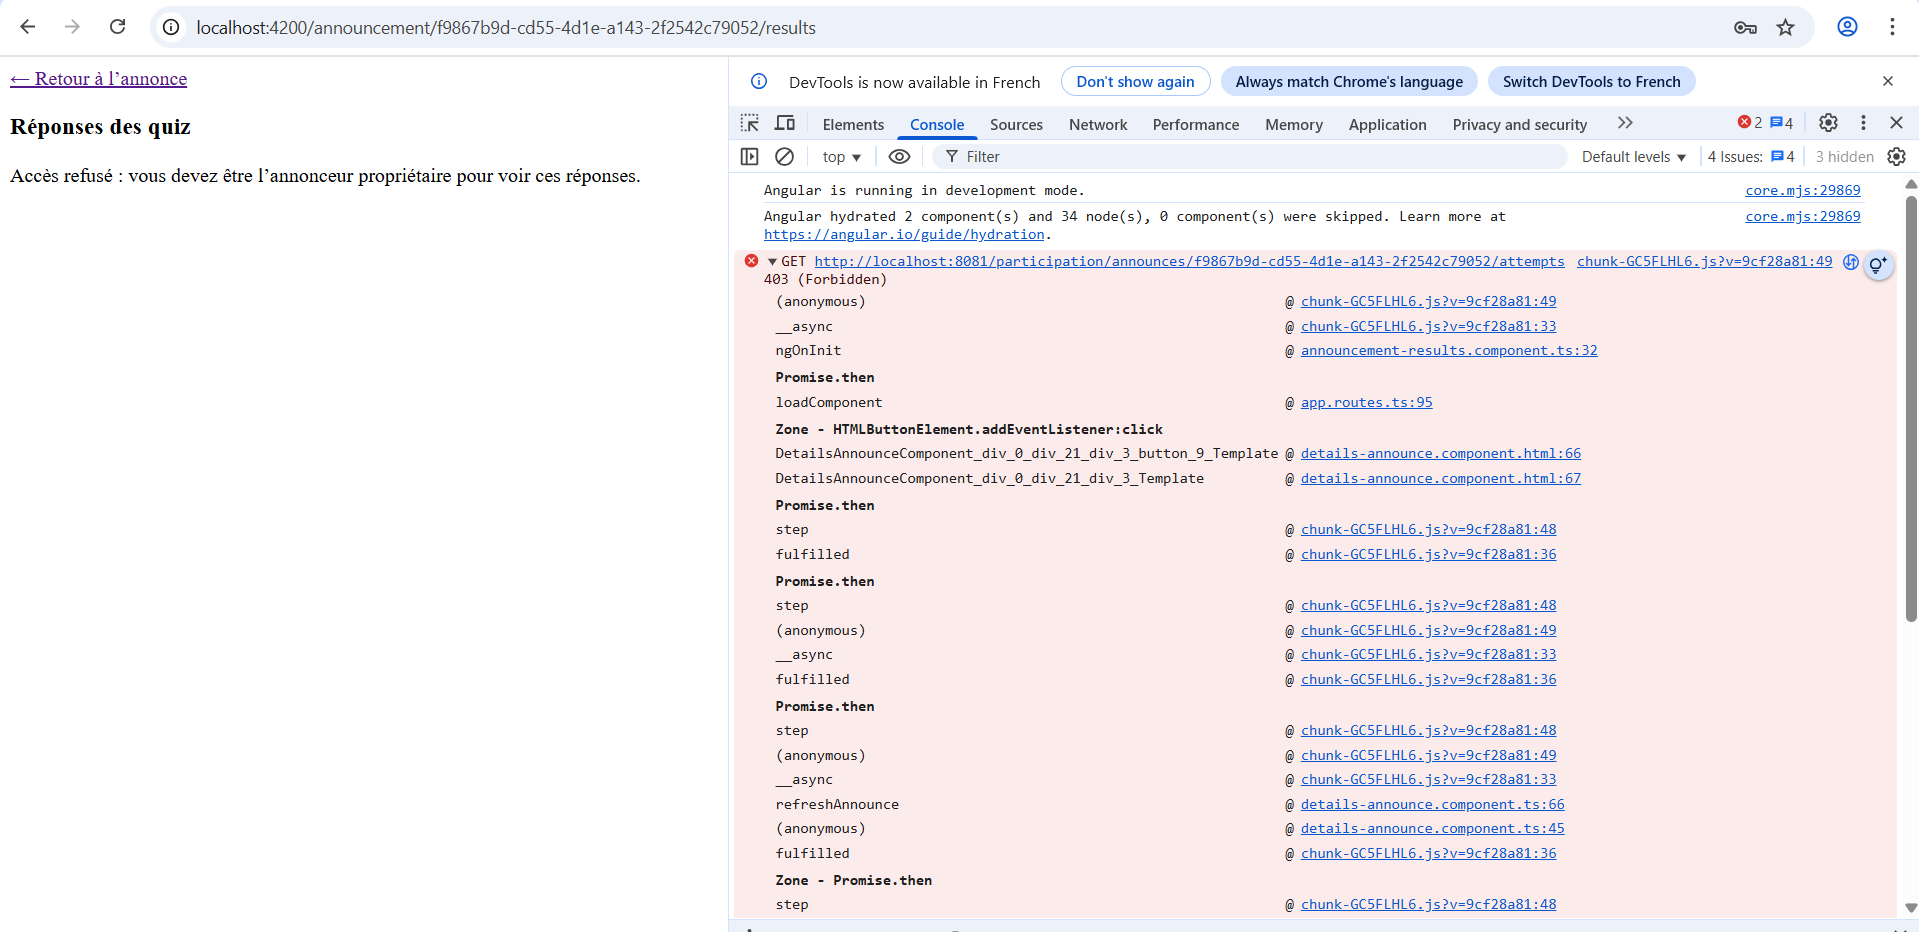 localhost:4200/announcement/f9867b9d-cd55-4d1e-a143-2f2542c79052/results
← Retour à l’annonce
Réponses des quiz
Accès refusé : vous devez être l’annonceur propriétaire pour voir ces réponses.
DevTools is now available in French Don't show again Always match Chrome's language Switch DevTools to French
Elements Console Sources Network Performance Memory Application Privacy and security 2 4
top Filter Default levels 4 Issues: 4 3 hidden
Angular is running in development mode. core.mjs:29869
Angular hydrated 2 component(s) and 34 node(s), 0 component(s) were skipped. Learn more at core.mjs:29869
https://angular.io/guide/hydration.
GET http://localhost:8081/participation/announces/f9867b9d-cd55-4d1e-a143-2f2542c79052/attempts chunk-GC5FLHL6.js?v=9cf28a81:49
403 (Forbidden)
(anonymous) @ chunk-GC5FLHL6.js?v=9cf28a81:49
__async @ chunk-GC5FLHL6.js?v=9cf28a81:33
ngOnInit @ announcement-results.component.ts:32
Promise.then
loadComponent @ app.routes.ts:95
Zone - HTMLButtonElement.addEventListener:click
DetailsAnnounceComponent_div_0_div_21_div_3_button_9_Template @ details-announce.component.html:66
DetailsAnnounceComponent_div_0_div_21_div_3_Template @ details-announce.component.html:67
Promise.then
step @ chunk-GC5FLHL6.js?v=9cf28a81:48
fulfilled @ chunk-GC5FLHL6.js?v=9cf28a81:36
Promise.then
step @ chunk-GC5FLHL6.js?v=9cf28a81:48
(anonymous) @ chunk-GC5FLHL6.js?v=9cf28a81:49
__async @ chunk-GC5FLHL6.js?v=9cf28a81:33
fulfilled @ chunk-GC5FLHL6.js?v=9cf28a81:36
Promise.then
step @ chunk-GC5FLHL6.js?v=9cf28a81:48
(anonymous) @ chunk-GC5FLHL6.js?v=9cf28a81:49
__async @ chunk-GC5FLHL6.js?v=9cf28a81:33
refreshAnnounce @ details-announce.component.ts:66
(anonymous) @ details-announce.component.ts:45
fulfilled @ chunk-GC5FLHL6.js?v=9cf28a81:36
Zone - Promise.then
step @ chunk-GC5FLHL6.js?v=9cf28a81:48